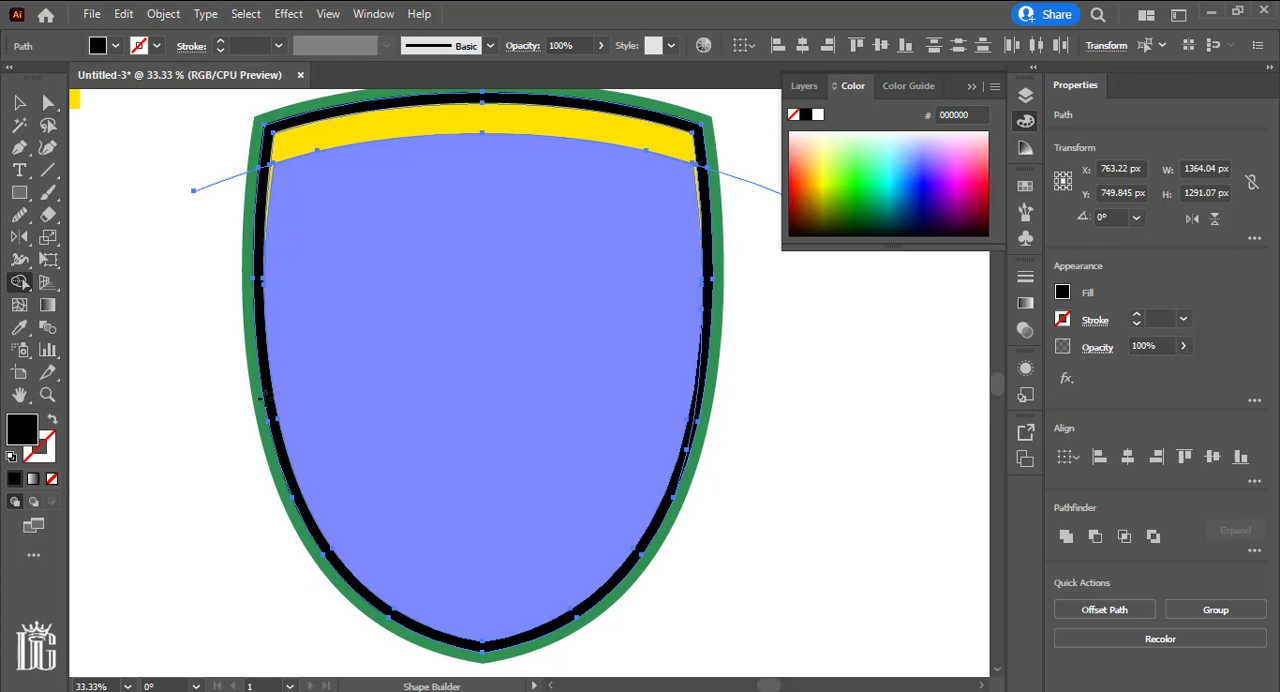 Ai File Edit Object Type Select Effect View Window Help Share
Path Stroke: Basic Opacity: 100% Style: Transform
Untitled-3* @ 33.33 % (RGB/CPU Preview)
Layers Color Color Guide
# 000000
Properties
Path
Transform
X: 763.22 px W: 1364.04 px
Y: 749.845 px H: 1291.07 px
0°
Appearance
Fill
Stroke
Opacity 100%
fx.
Align
Pathfinder
Expand
Quick Actions
Offset Path Group
Recolor
DG
33.33% 0° 1 Shape Builder